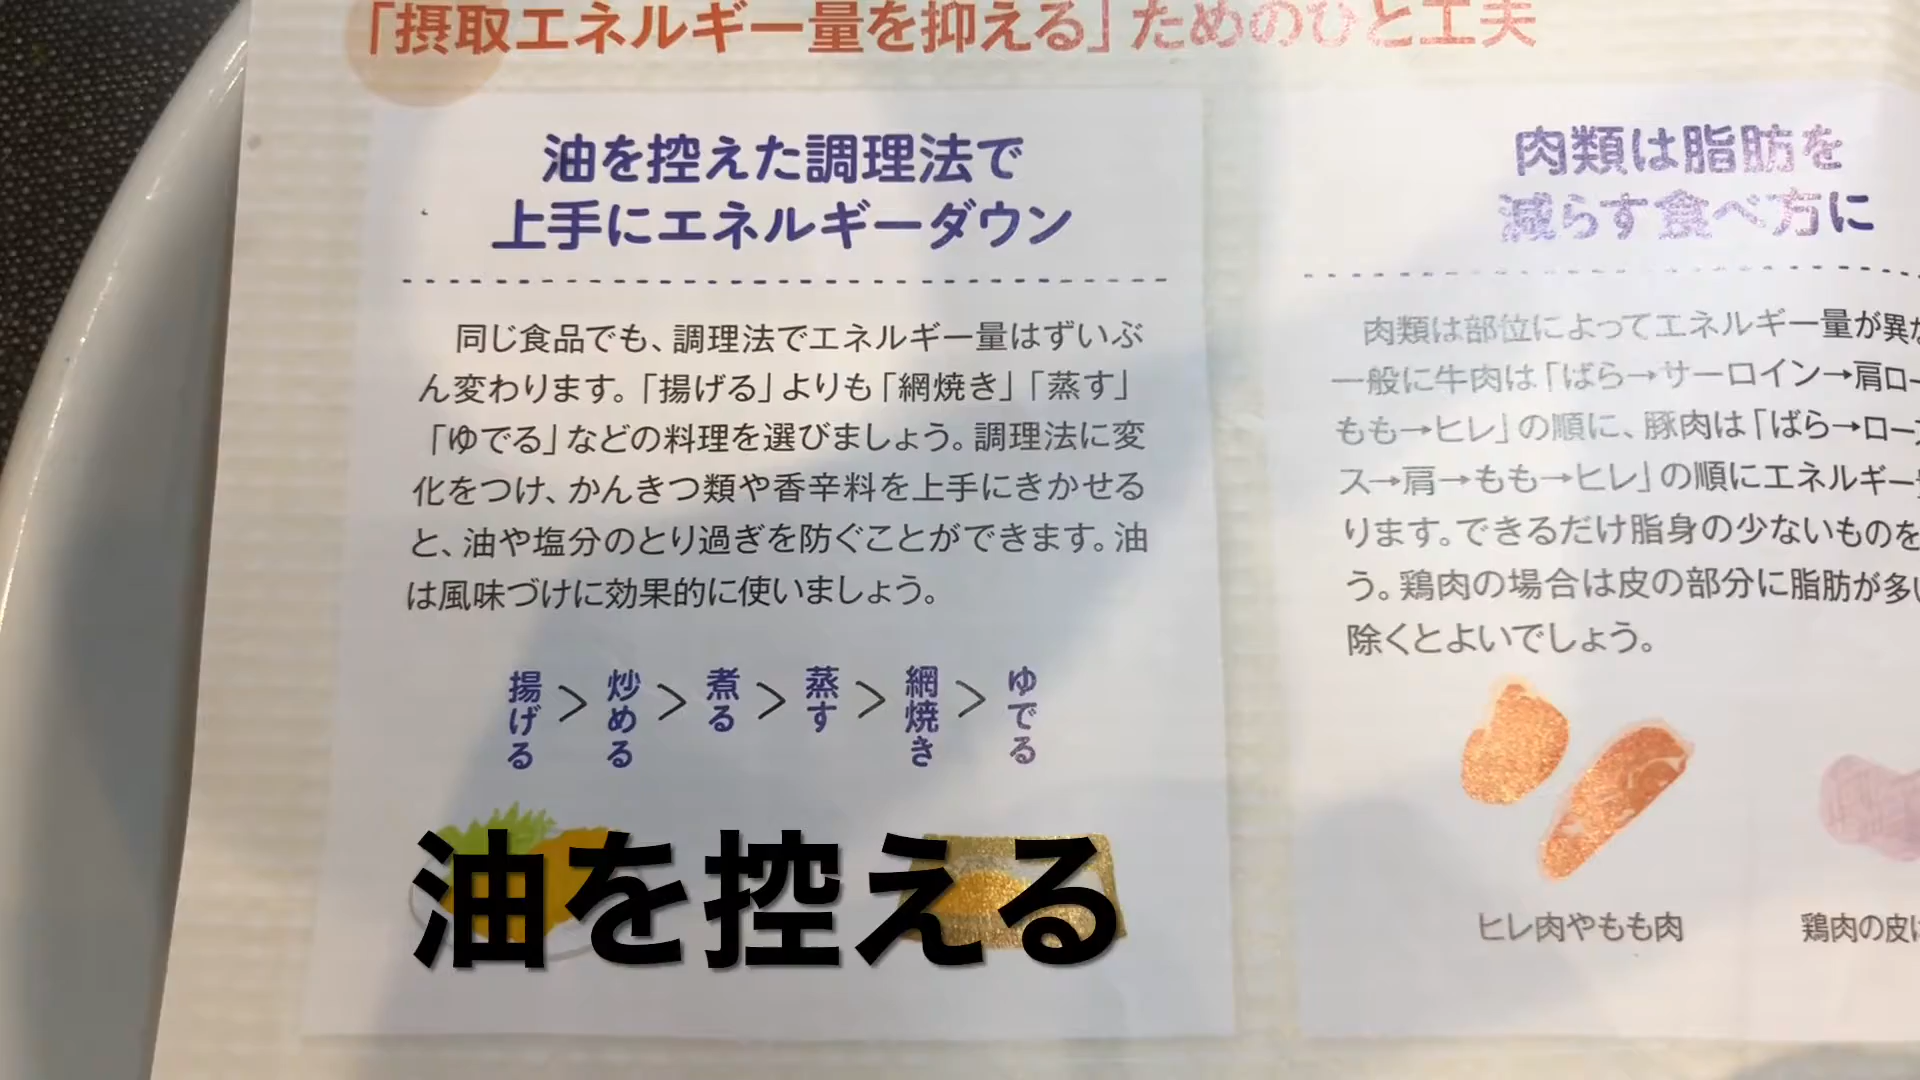 「摂取エネルギー量を抑える」ためのひと工夫
油を控えた調理法で
上手にエネルギーダウン
同じ食品でも、調理法でエネルギー量はずいぶ
ん変わります。「揚げる」よりも「網焼き」「蒸す」
「ゆでる」などの料理を選びましょう。調理法に変
化をつけ、かんきつ類や香辛料を上手にきかせる
と、油や塩分のとり過ぎを防ぐことができます。油
は風味づけに効果的に使いましょう。
揚げる＞炒める＞煮る＞蒸す＞網焼き＞ゆでる
油を控える
肉類は脂肪を
減らす食べ方に
肉類は部位によってエネルギー量が異な
一般に牛肉は「ばら→サーロイン→肩ロー
もも→ヒレ」の順に、豚肉は「ばら→ロー
ス→肩→もも→ヒレ」の順にエネルギー
ります。できるだけ脂身の少ないものを
う。鶏肉の場合は皮の部分に脂肪が多い
除くとよいでしょう。
ヒレ肉やもも肉
鶏肉の皮は